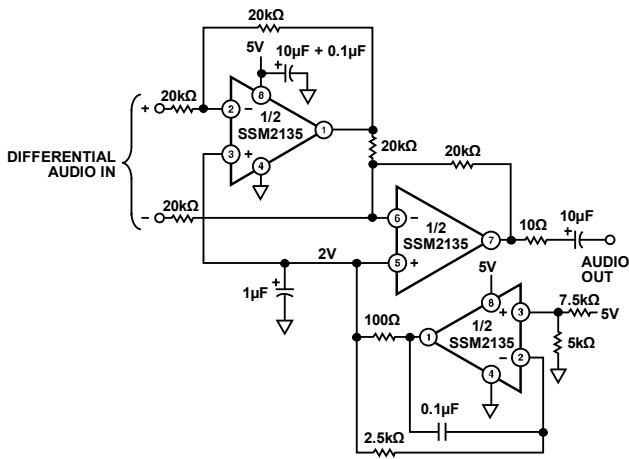 20kΩ
5V
10µF + 0.1µF
+
20kΩ
+
8
2
−
1/2
SSM2135
1
3
+
4
DIFFERENTIAL
AUDIO IN
20kΩ
20kΩ
−
20kΩ
6
−
1/2
SSM2135
7
10Ω
10µF
+
5
+
2V
AUDIO
OUT
+
1µF
5V
8
7.5kΩ
5V
+
3
100Ω
1
1/2
SSM2135
5kΩ
−
2
4
0.1µF
2.5kΩ